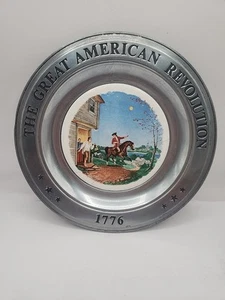 THE GREAT AMERICAN REVOLUTION
1776